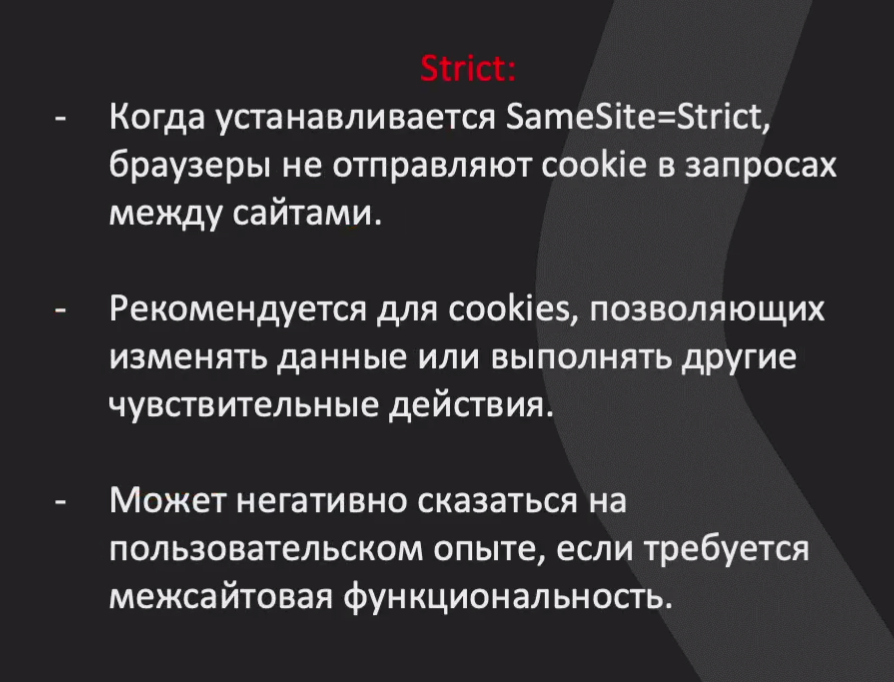 Strict:
- Когда устанавливается SameSite=Strict,
браузеры не отправляют cookie в запросах
между сайтами.
- Рекомендуется для cookies, позволяющих
изменять данные или выполнять другие
чувствительные действия.
- Может негативно сказаться на
пользовательском опыте, если требуется
межсайтовая функциональность.